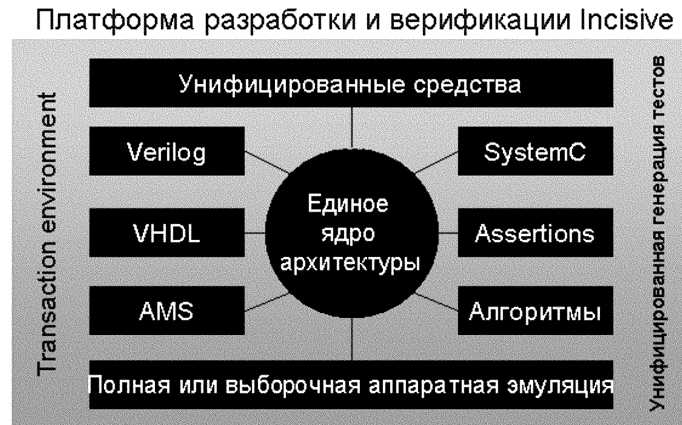 Платформа разработки и верификации Incisive
Transaction environment
Унифицированные средства
Verilog
SystemC
VHDL
Единое
ядро
архитектуры
Assertions
AMS
Алгоритмы
Полная или выборочная аппаратная эмуляция
Унифицированная генерация тестов